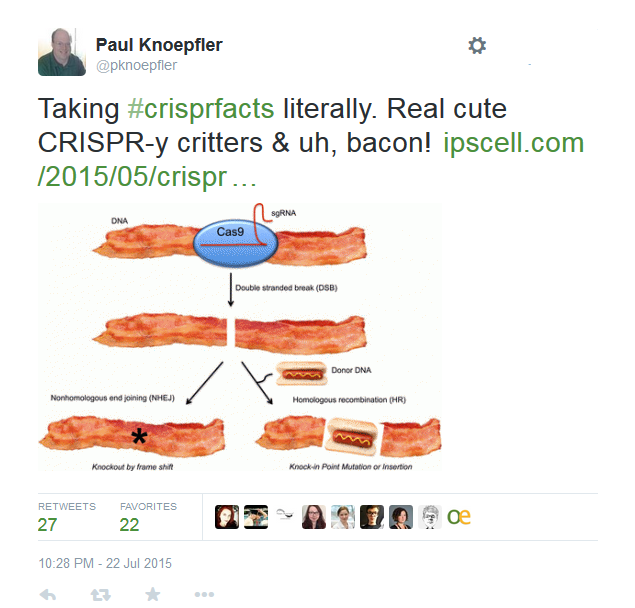 Paul Knoepfler
@pknoepfler
Taking #crisprfacts literally. Real cute
CRISPR-y critters & uh, bacon! ipscell.com
/2015/05/crispr…
DNA
sgRNA
Cas9
Double stranded break (DSB)
Donor DNA
Nonhomologous end joining (NHEJ)
Homologous recombination (HR)
*
Knockout by frame shift
Knock-in Point Mutation or Insertion
RETWEETS FAVORITES
27 22
oe
10:28 PM - 22 Jul 2015